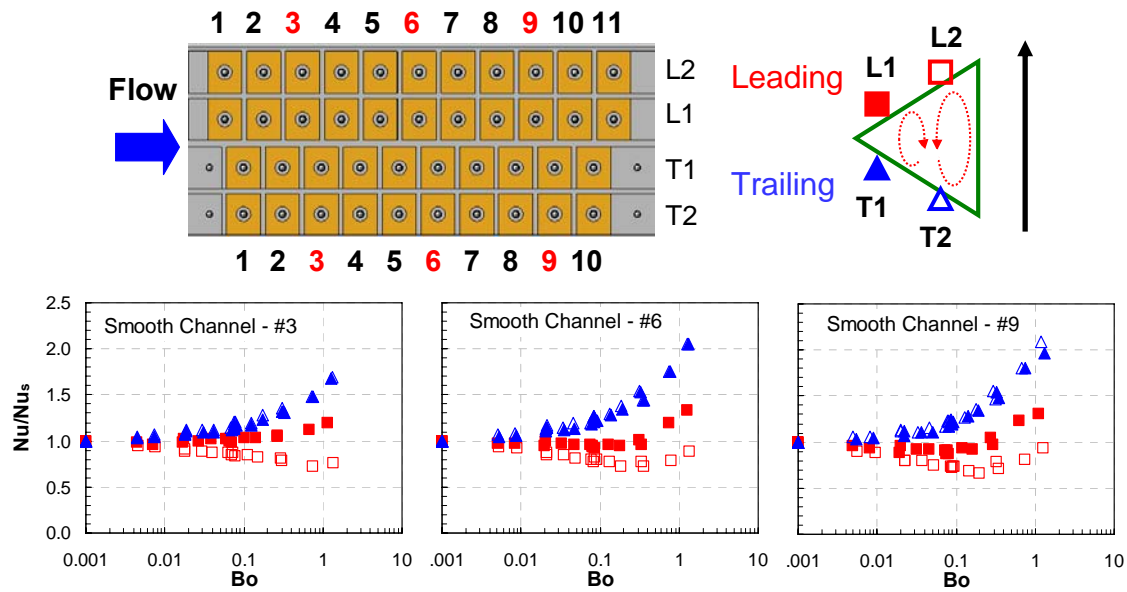 1 2 3 4 5 6 7 8 9 10 11
L2
L1
T1
T2
Flow
1 2 3 4 5 6 7 8 9 10
L2
L1
Leading
Trailing
T1
T2
Nu/Nus
2.5
2.0
1.5
1.0
0.5
0.0
Smooth Channel - #3
0.001 0.01 0.1 1 10
Bo
Smooth Channel - #6
0.001 0.01 0.1 1 10
Bo
Smooth Channel - #9
.001 0.01 0.1 1 10
Bo